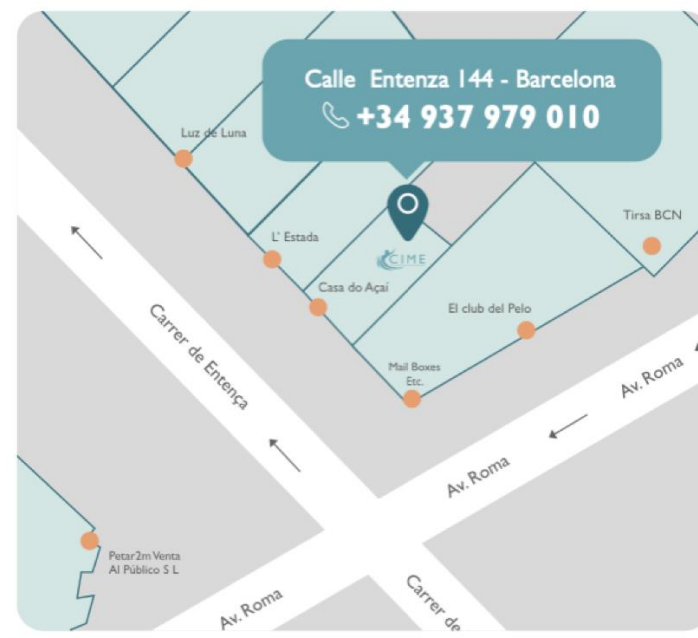 Calle Entenza 144 - Barcelona
+34 937 979 010
Luz de Luna
Tirsa BCN
L' Estada
CIME
Casa do Açaí
El club del Pelo
Carrer de Entença
Mail Boxes
Etc.
Av. Roma
Av. Roma
Petar2m Venta
Al Público S L
Av. Roma
Carrer de